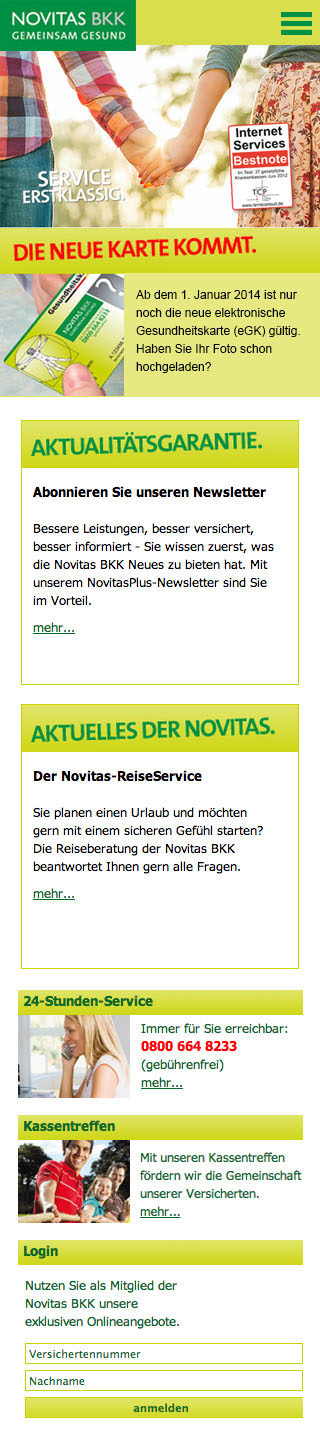 NOVITAS BKK
GEMEINSAM GESUND
Internet
Services
Bestnote
Im Test: 37 gesetzliche
Krankenkassen Juni 2012
TCP
SERVICE
ERSTKLASSIG.
DIE NEUE KARTE KOMMT.
Gesundheitsk
NOVITAS BKK
0800 664 8233
Ab dem 1. Januar 2014 ist nur
noch die neue elektronische
Gesundheitskarte (eGK) gültig.
Haben Sie Ihr Foto schon
hochgeladen?
AKTUALITÄTSGARANTIE.
Abonnieren Sie unseren Newsletter
Bessere Leistungen, besser versichert,
besser informiert - Sie wissen zuerst, was
die Novitas BKK Neues zu bieten hat. Mit
unserem NovitasPlus-Newsletter sind Sie
im Vorteil.
mehr...
AKTUELLES DER NOVITAS.
Der Novitas-ReiseService
Sie planen einen Urlaub und möchten
gern mit einem sicheren Gefühl starten?
Die Reiseberatung der Novitas BKK
beantwortet Ihnen gern alle Fragen.
mehr...
24-Stunden-Service
Immer für Sie erreichbar:
0800 664 8233
(gebührenfrei)
mehr...
Kassentreffen
Mit unseren Kassentreffen
fördern wir die Gemeinschaft
unserer Versicherten.
mehr...
Login
Nutzen Sie als Mitglied der
Novitas BKK unsere
exklusiven Onlineangebote.
Versichertennummer
Nachname
anmelden